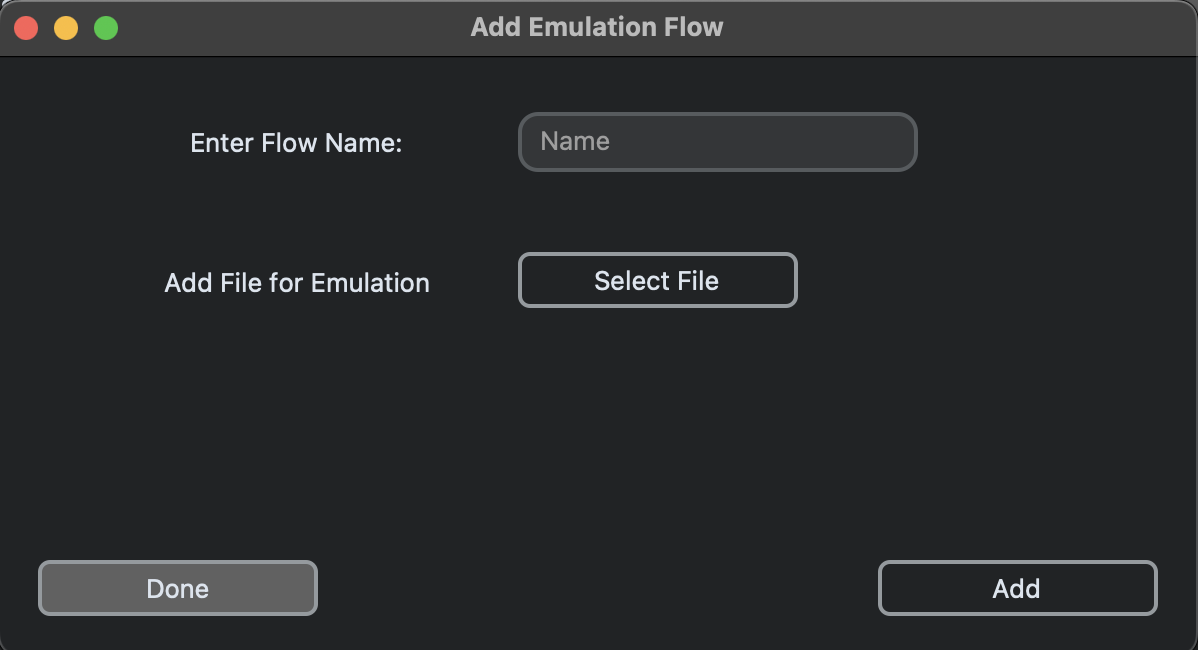 Add Emulation Flow
Enter Flow Name:
Name
Add File for Emulation
Select File
Done
Add